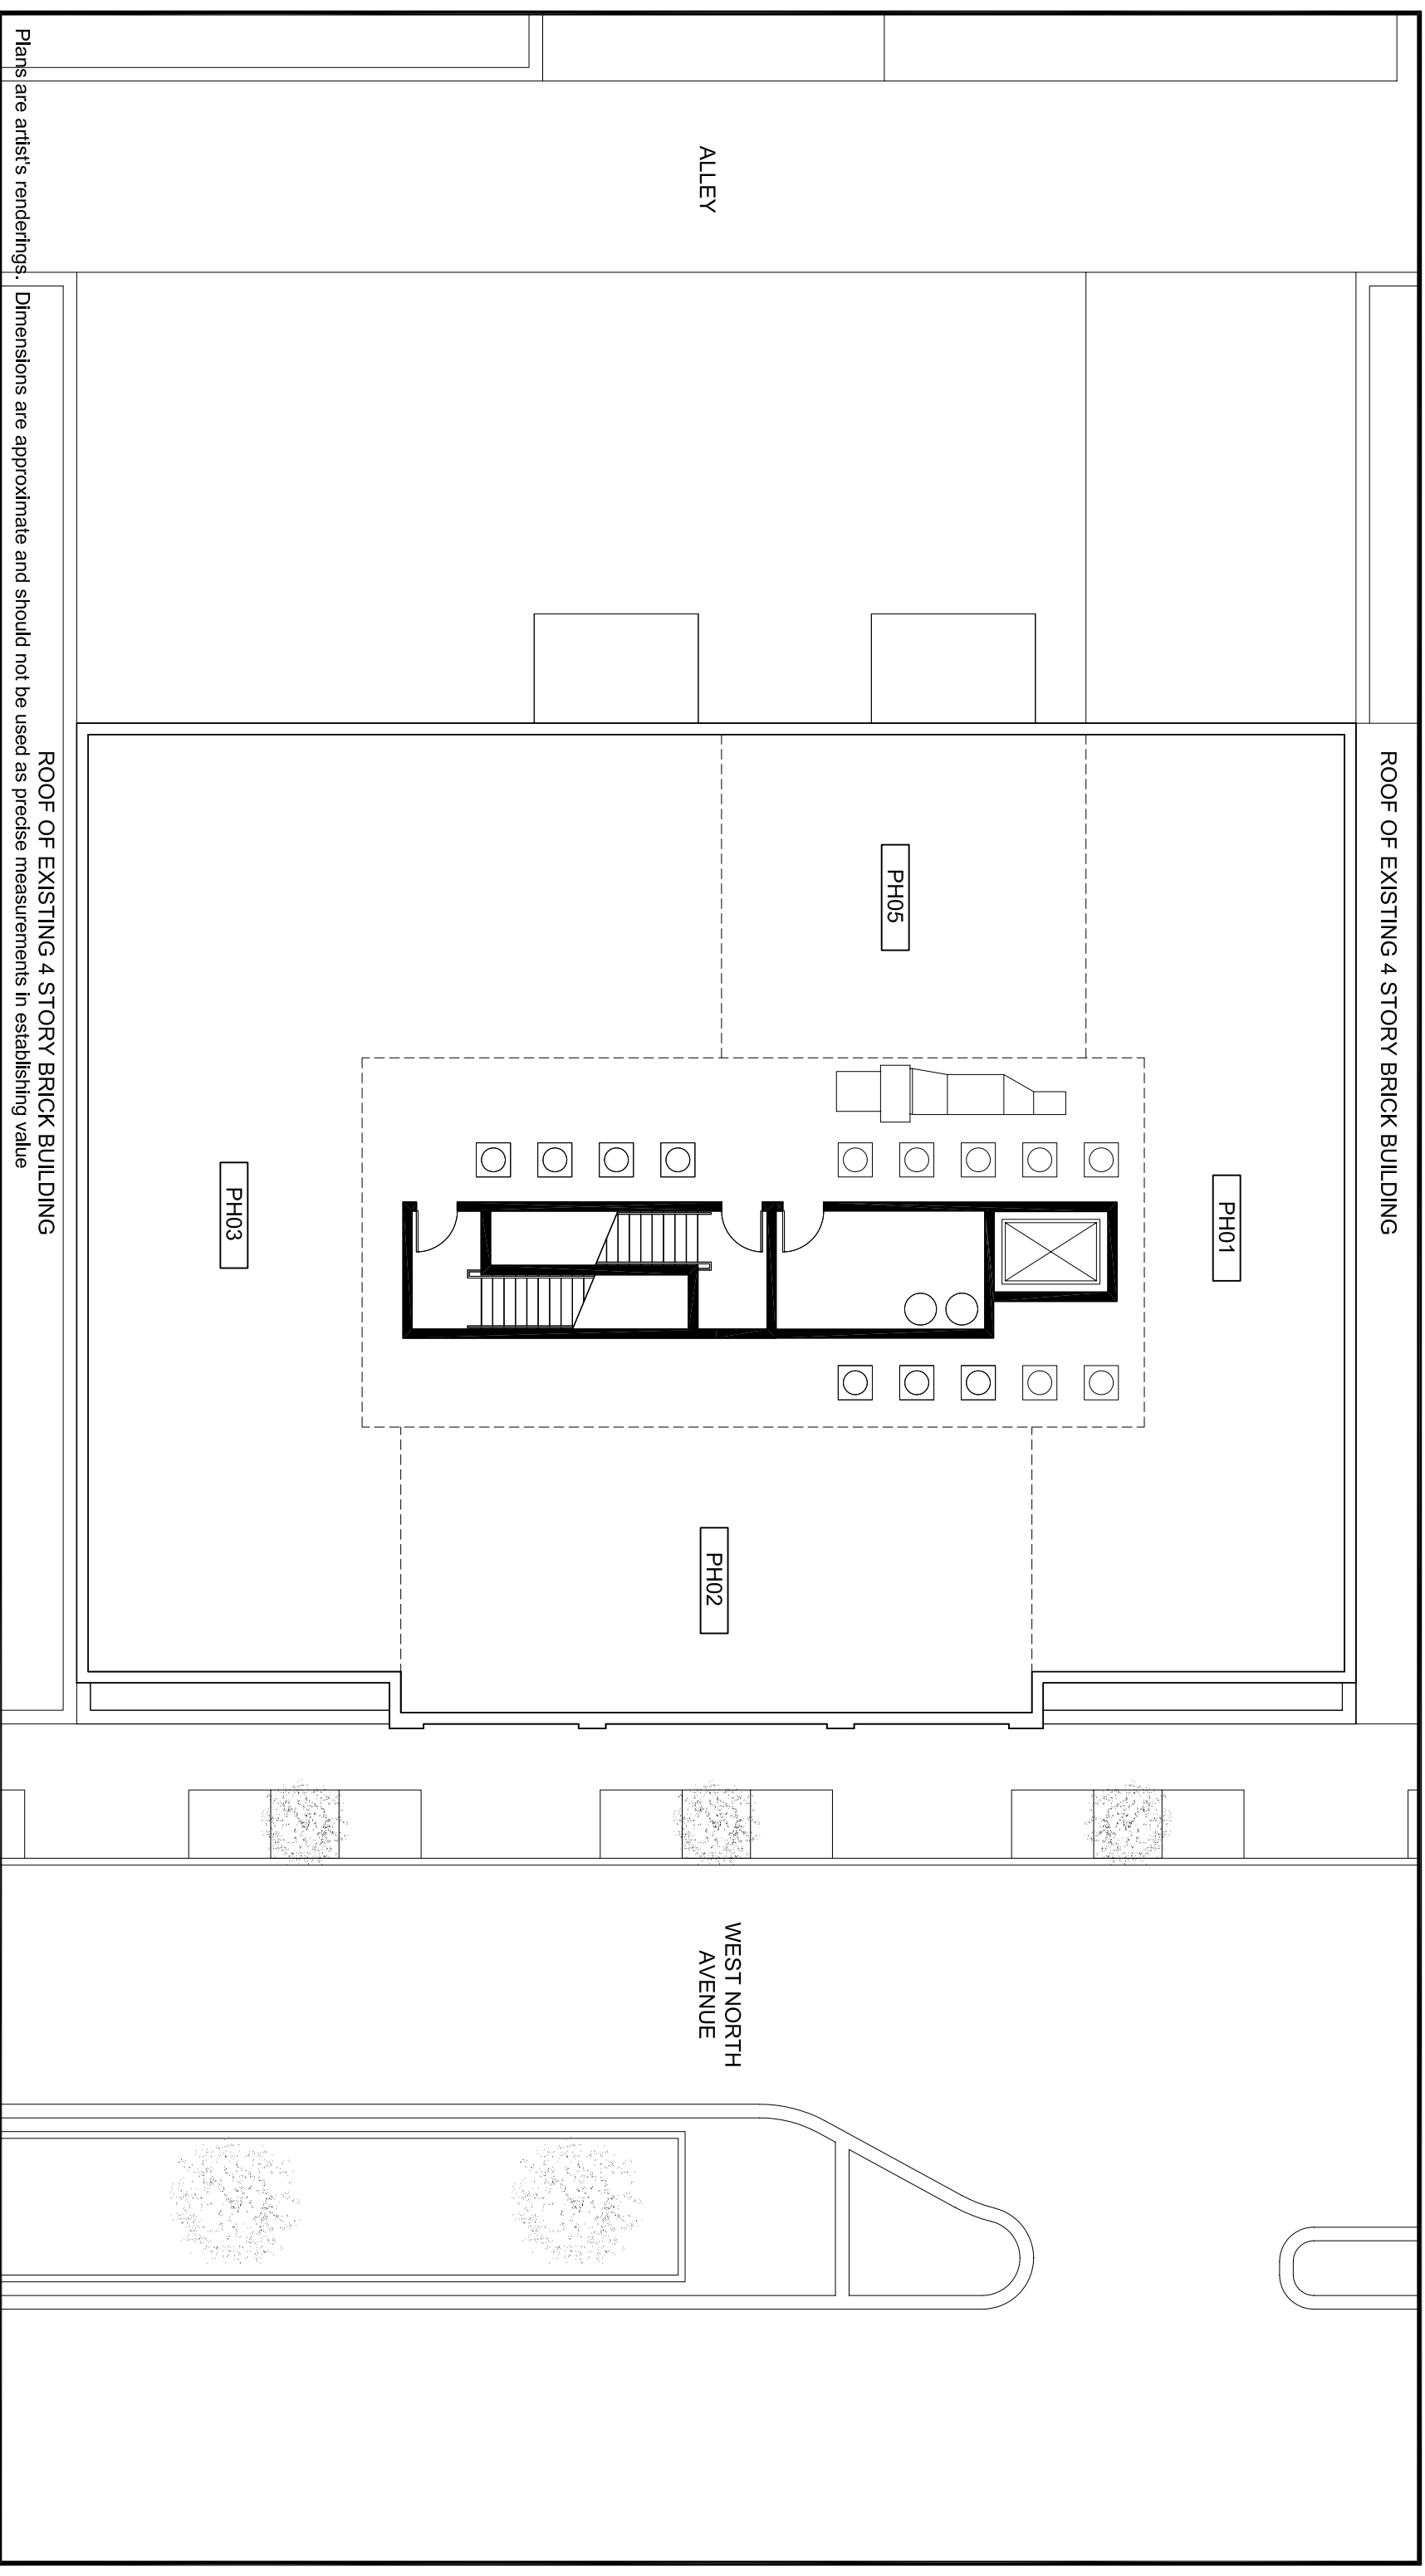 ALLEY
ROOF OF EXISTING 4 STORY BRICK BUILDING
PH05
PH01
PH03
PH02
ROOF OF EXISTING 4 STORY BRICK BUILDING
WEST NORTH
AVENUE
Plans are artist's renderings. Dimensions are approximate and should not be used as precise measurements in establishing value